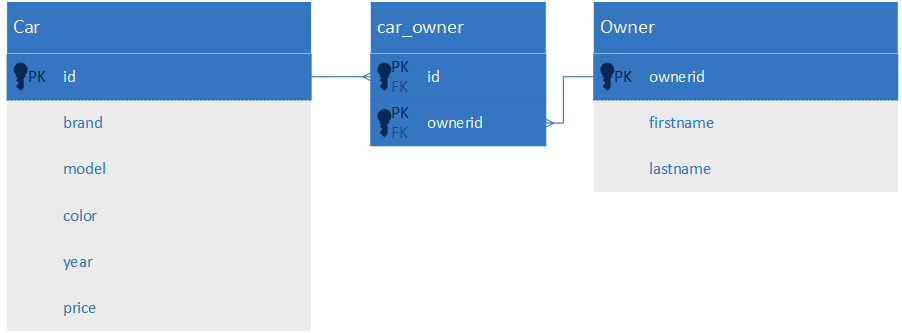 Car
PK id
brand
model
color
year
price
car_owner
PK
FK id
PK
FK ownerid
Owner
PK ownerid
firstname
lastname